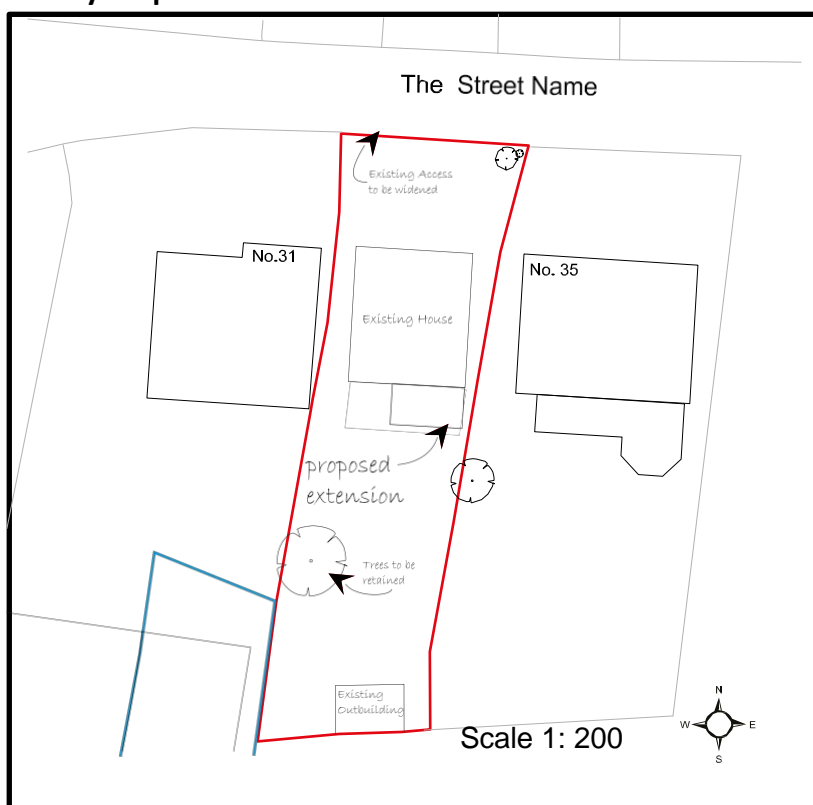 The Street Name
Existing Access
to be widened
No.31
No. 35
Existing House
proposed
extension
Trees to be
retained
Existing
Outbuilding
N
W
E
S
Scale 1: 200